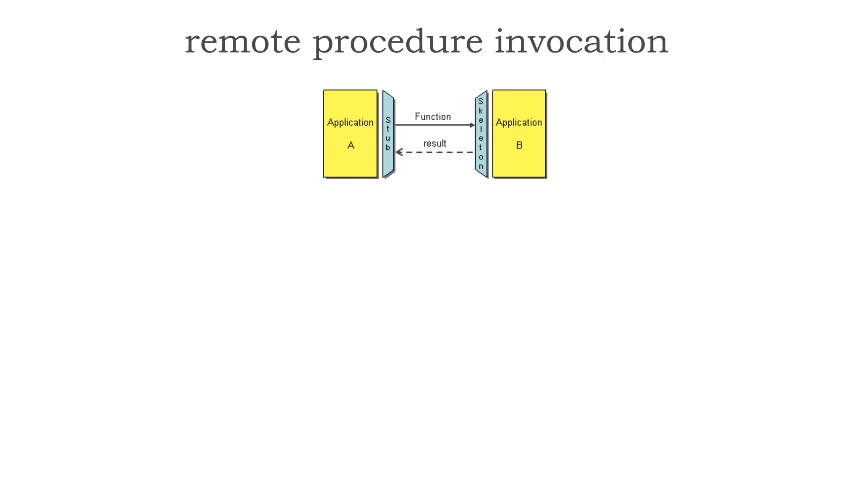 remote procedure invocation
Application
A
Stub
Function
result
Skeleton
Application
B